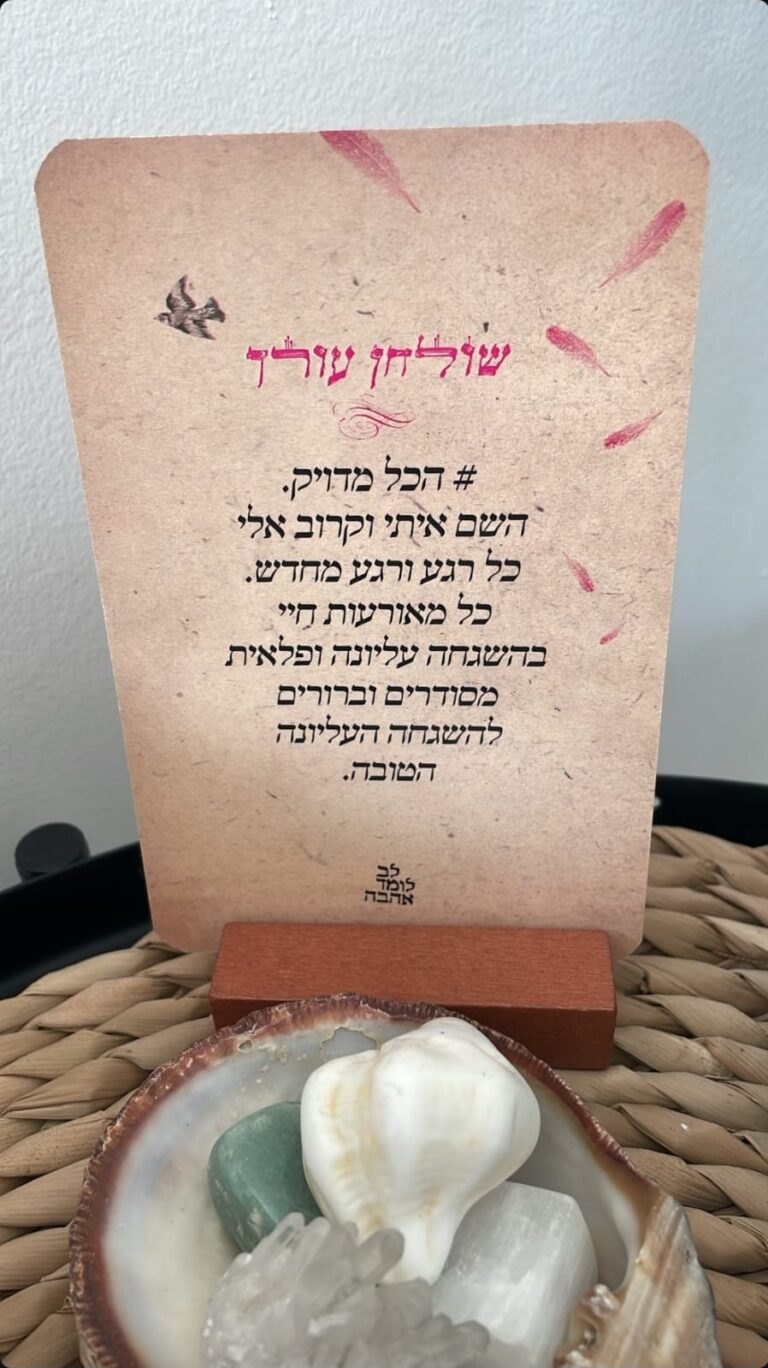 שולחן עורך
# הכל מדויק.
השם איתי וקרוב אלי
כל רגע ורגע מחדש.
כל מאורעות חיי
בהשגחה עליונה ופלאית
מסודרים וברורים
להשגחה העליונה
הטובה.
לב
לומד
אהבה